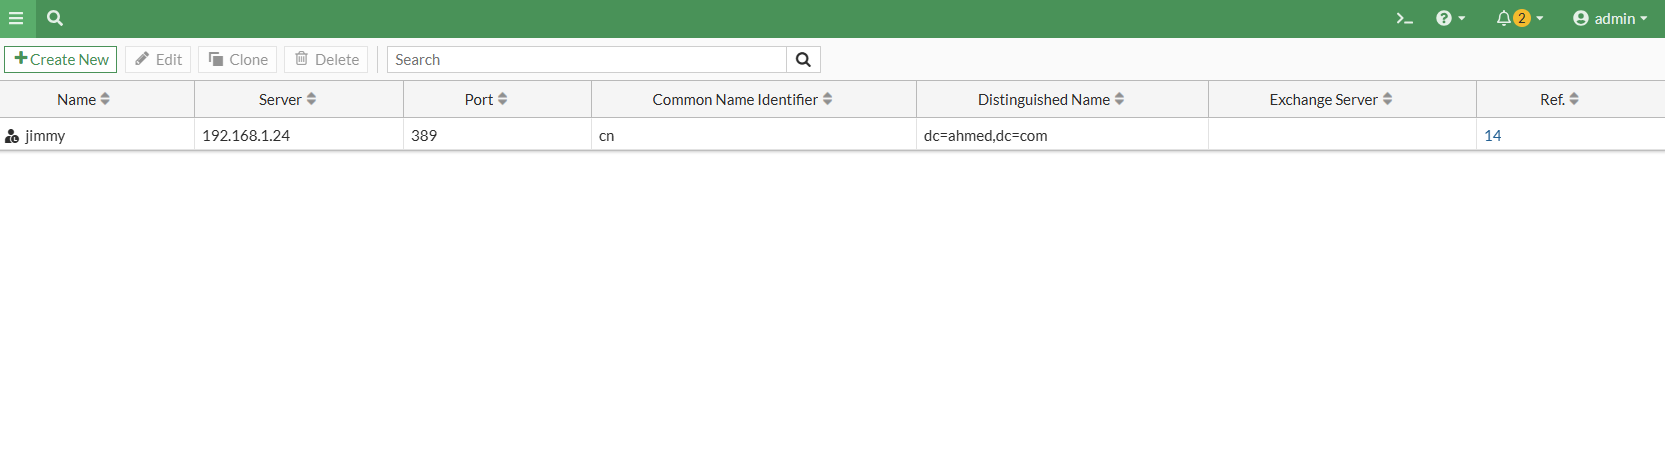 2 admin
Create New Edit Clone Delete Search
Name Server Port Common Name Identifier Distinguished Name Exchange Server Ref.
jimmy 192.168.1.24 389 cn dc=ahmed,dc=com 14